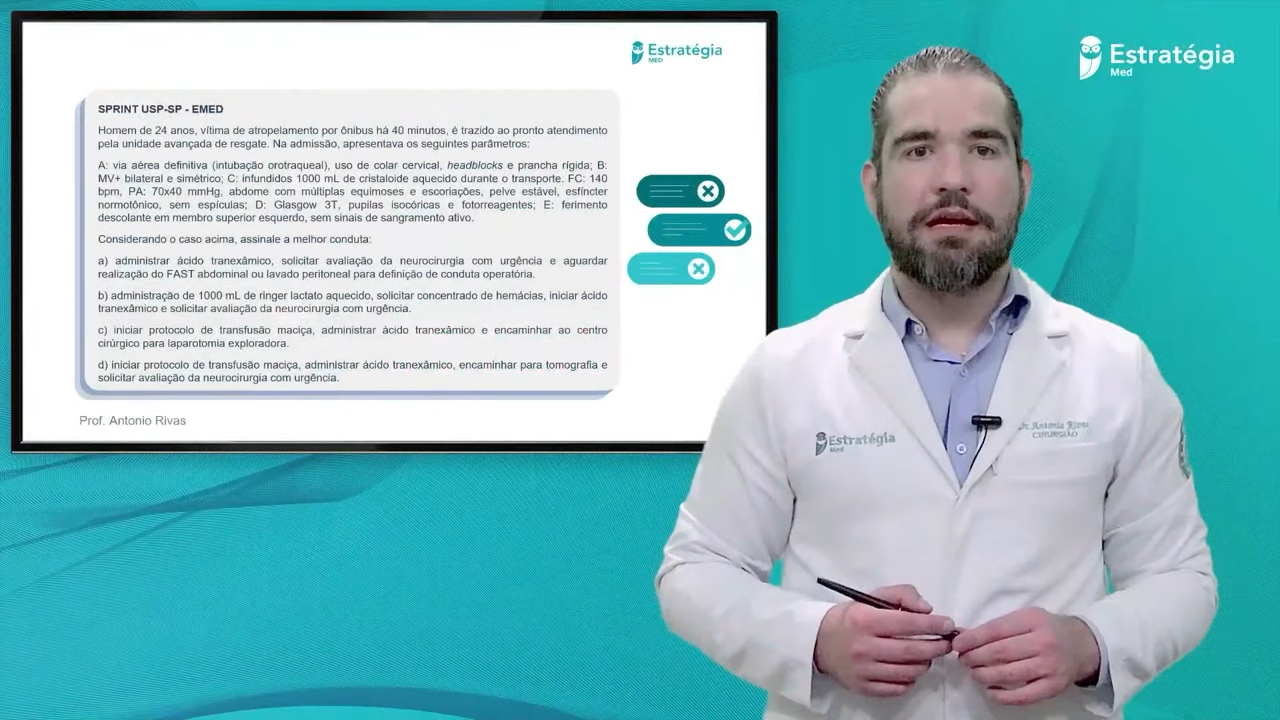 Estratégia
MED
Estratégia
Med
SPRINT USP-SP - EMED
Homem de 24 anos, vítima de atropelamento por ônibus há 40 minutos, é trazido ao pronto atendimento
pela unidade avançada de resgate. Na admissão, apresentava os seguintes parâmetros:
A: via aérea definitiva (intubação orotraqueal), uso de colar cervical, headblocks e prancha rígida; B:
MV+ bilateral e simétrico; C: infundidos 1000 mL de cristaloide aquecido durante o transporte. FC: 140
bpm, PA: 70x40 mmHg, abdome com múltiplas equimoses e escoriações, pelve estável, esfíncter
normotônico, sem espículas; D: Glasgow 3T, pupilas isocóricas e fotorreagentes; E: ferimento
descolante em membro superior esquerdo, sem sinais de sangramento ativo.
Considerando o caso acima, assinale a melhor conduta:
a) administrar ácido tranexâmico, solicitar avaliação da neurocirurgia com urgência e aguardar
realização do FAST abdominal ou lavado peritoneal para definição de conduta operatória.
b) administração de 1000 mL de ringer lactato aquecido, solicitar concentrado de hemácias, iniciar ácido
tranexâmico e solicitar avaliação da neurocirurgia com urgência.
c) iniciar protocolo de transfusão maciça, administrar ácido tranexâmico e encaminhar ao centro
cirúrgico para laparotomia exploradora.
d) iniciar protocolo de transfusão maciça, administrar ácido tranexâmico, encaminhar para tomografia e
solicitar avaliação da neurocirurgia com urgência.
Prof. Antonio Rivas
Estratégia
Med
Dr. Antonio Rivas
CIRURGIÃO